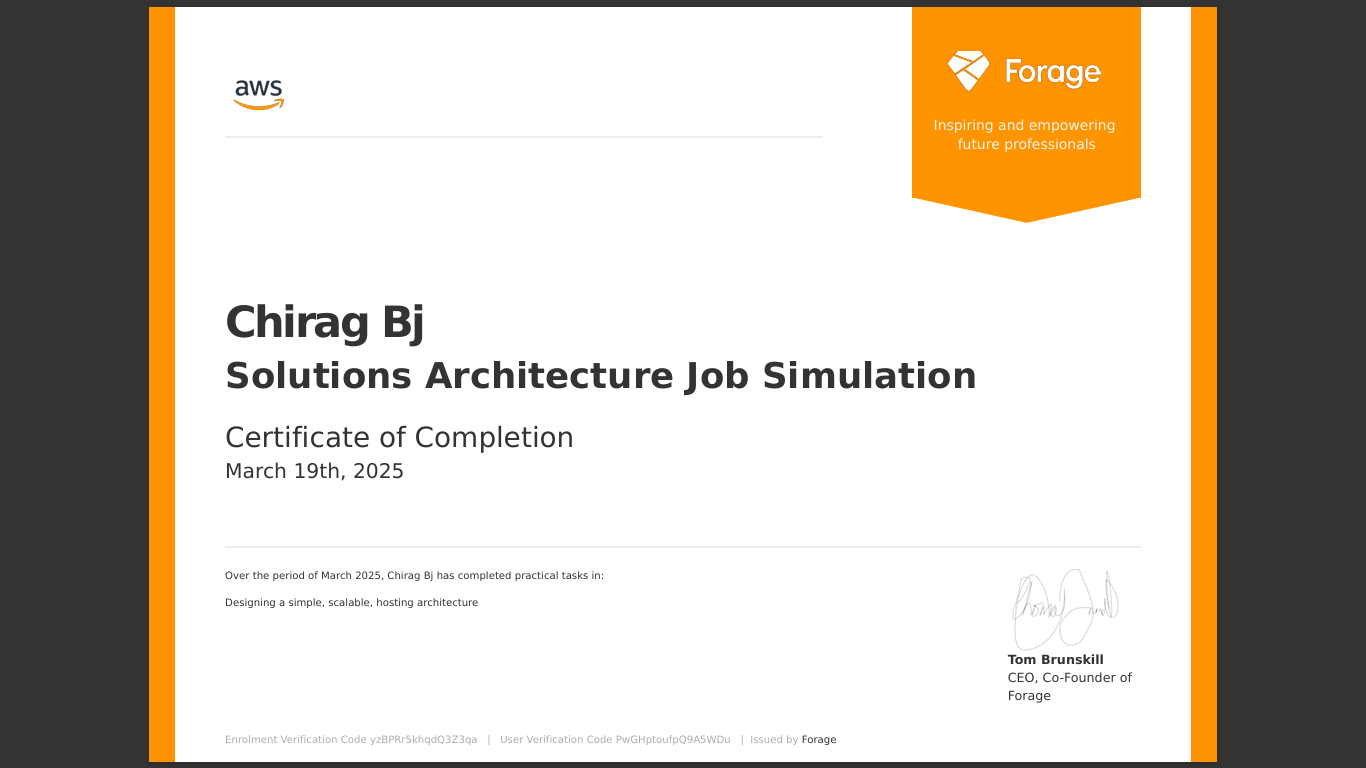 aws
Forage
Inspiring and empowering
future professionals
Chirag Bj
Solutions Architecture Job Simulation
Certificate of Completion
March 19th, 2025
Over the period of March 2025, Chirag Bj has completed practical tasks in:
Designing a simple, scalable, hosting architecture
Tom Brunskill
CEO, Co-Founder of
Forage
Enrolment Verification Code yzBPRr5khqdQ3Z3qa | User Verification Code PwGHptoufpQ9A5WDu | Issued by Forage